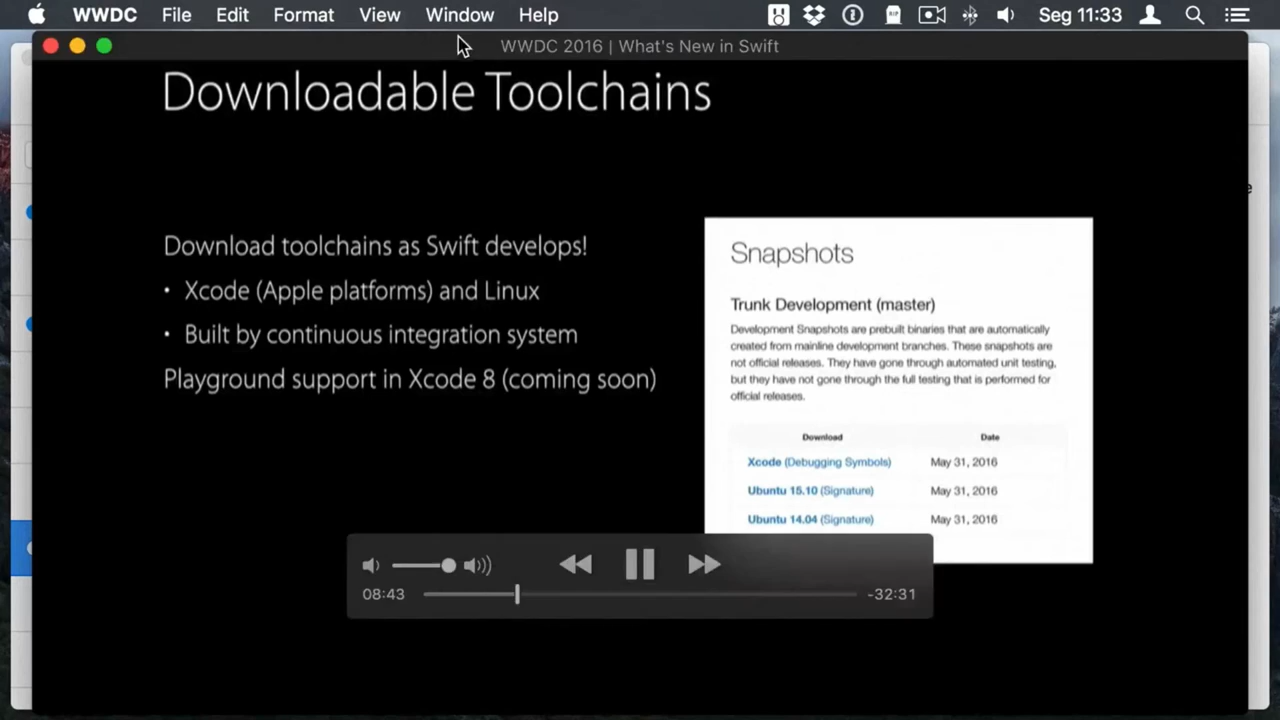 WWDC File Edit Format View Window Help Seg 11:33
WWDC 2016 | What's New in Swift
Downloadable Toolchains
Download toolchains as Swift develops!
• Xcode (Apple platforms) and Linux
• Built by continuous integration system
Playground support in Xcode 8 (coming soon)
Snapshots
Trunk Development (master)
Development Snapshots are prebuilt binaries that are automatically
created from mainline development branches. These snapshots are
not official releases. They have gone through automated unit testing,
but they have not gone through the full testing that is performed for
official releases.
Download Date
Xcode (Debugging Symbols) May 31, 2016
Ubuntu 15.10 (Signature) May 31, 2016
Ubuntu 14.04 (Signature) May 31, 2016
08:43 -32:31